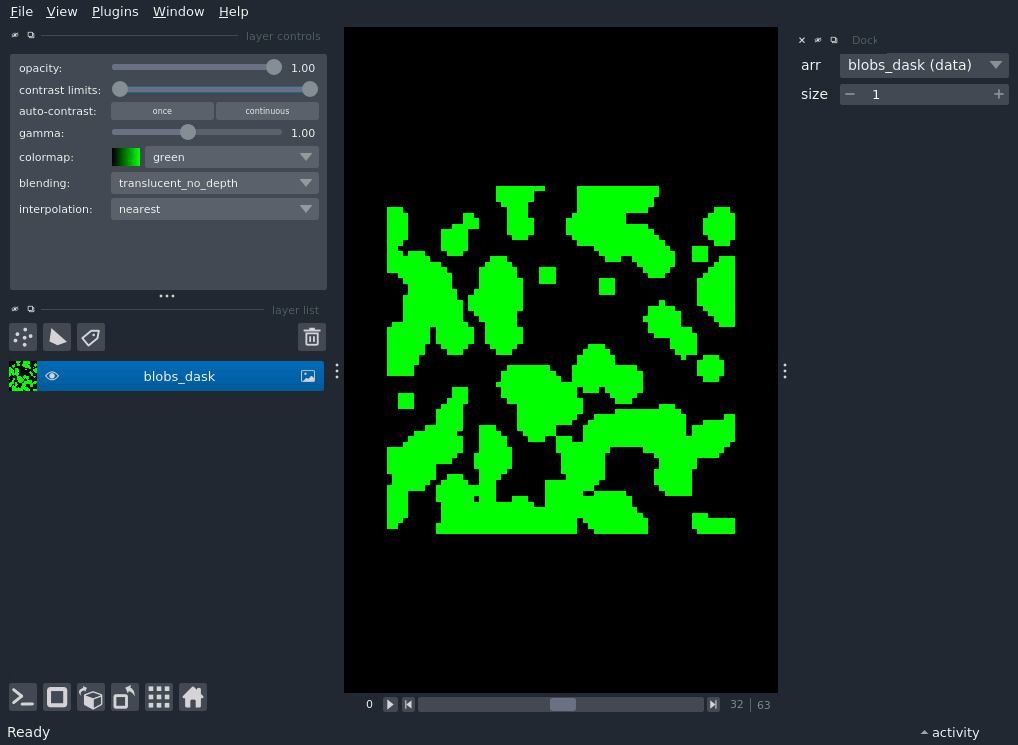 File View Plugins Window Help
layer controls
opacity: 1.00
contrast limits:
auto-contrast: once continuous
gamma: 1.00
colormap: green
blending: translucent_no_depth
interpolation: nearest
layer list
blobs_dask
0 32 63
Dock
arr blobs_dask (data)
size 1
Ready
activity